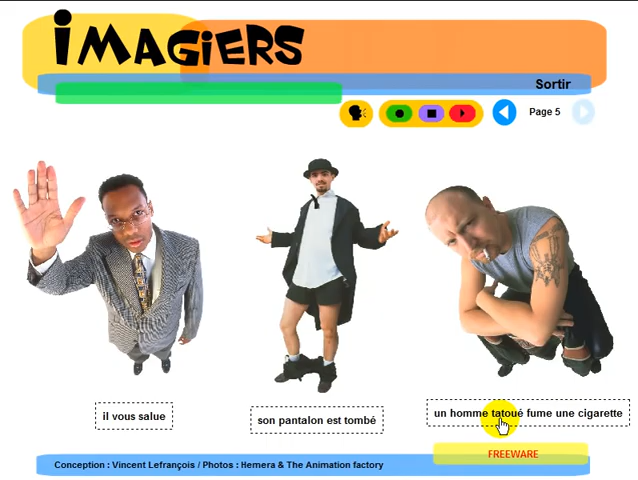 iMAGiERS
Sortir
Page 5
il vous salue
son pantalon est tombé
un homme tatoué fume une cigarette
FREEWARE
Conception : Vincent Lefrançois / Photos : Hemera & The Animation factory